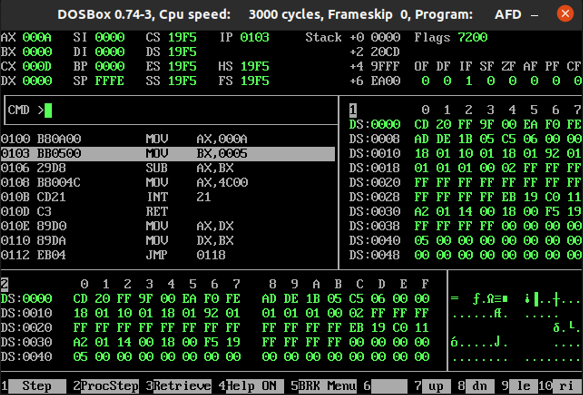 DOSBox 0.74-3, Cpu speed: 3000 cycles, Frameskip 0, Program: AFD
AX 000A SI 0000 CS 19F5 IP 0103 Stack +0 0000 Flags 7200
BX 0000 DI 0000 DS 19F5 +2 20CD
CX 000D BP 0000 ES 19F5 HS 19F5 +4 9FFF OF DF IF SF ZF AF PF CF
DX 0000 SP FFFE SS 19F5 FS 19F5 +6 EA00 0 0 1 0 0 0 0 0
CMD >
1 0 1 2 3 4 5 6 7
DS:0000 CD 20 FF 9F 00 EA F0 FE
0100 B80A00 MOV AX,000A DS:0008 AD DE 1B 05 C5 06 00 00
0103 BB0500 MOV BX,0005 DS:0010 18 01 10 01 18 01 92 01
0106 29D8 SUB AX,BX DS:0018 01 01 01 00 02 FF FF FF
0108 B8004C MOV AX,4C00 DS:0020 FF FF FF FF FF FF FF FF
010B CD21 INT 21 DS:0028 FF FF FF FF EB 19 C0 11
010D C3 RET DS:0030 A2 01 14 00 18 00 F5 19
010E 89D0 MOV AX,DX DS:0038 FF FF FF FF 00 00 00 00
0110 89DA MOV DX,BX DS:0040 05 00 00 00 00 00 00 00
0112 EB04 JMP 0118 DS:0048 00 00 00 00 00 00 00 00
2 0 1 2 3 4 5 6 7 8 9 A B C D E F
DS:0000 CD 20 FF 9F 00 EA F0 FE AD DE 1B 05 C5 06 00 00
DS:0010 18 01 10 01 18 01 92 01 01 01 01 00 02 FF FF FF
DS:0020 FF FF FF FF FF FF FF FF FF FF FF FF EB 19 C0 11
DS:0030 A2 01 14 00 18 00 F5 19 FF FF FF FF 00 00 00 00
DS:0040 05 00 00 00 00 00 00 00 00 00 00 00 00 00 00 00
1 Step 2 ProcStep 3 Retrieve 4 Help ON 5 BRK Menu 6 7 up 8 dn 9 le 10 ri